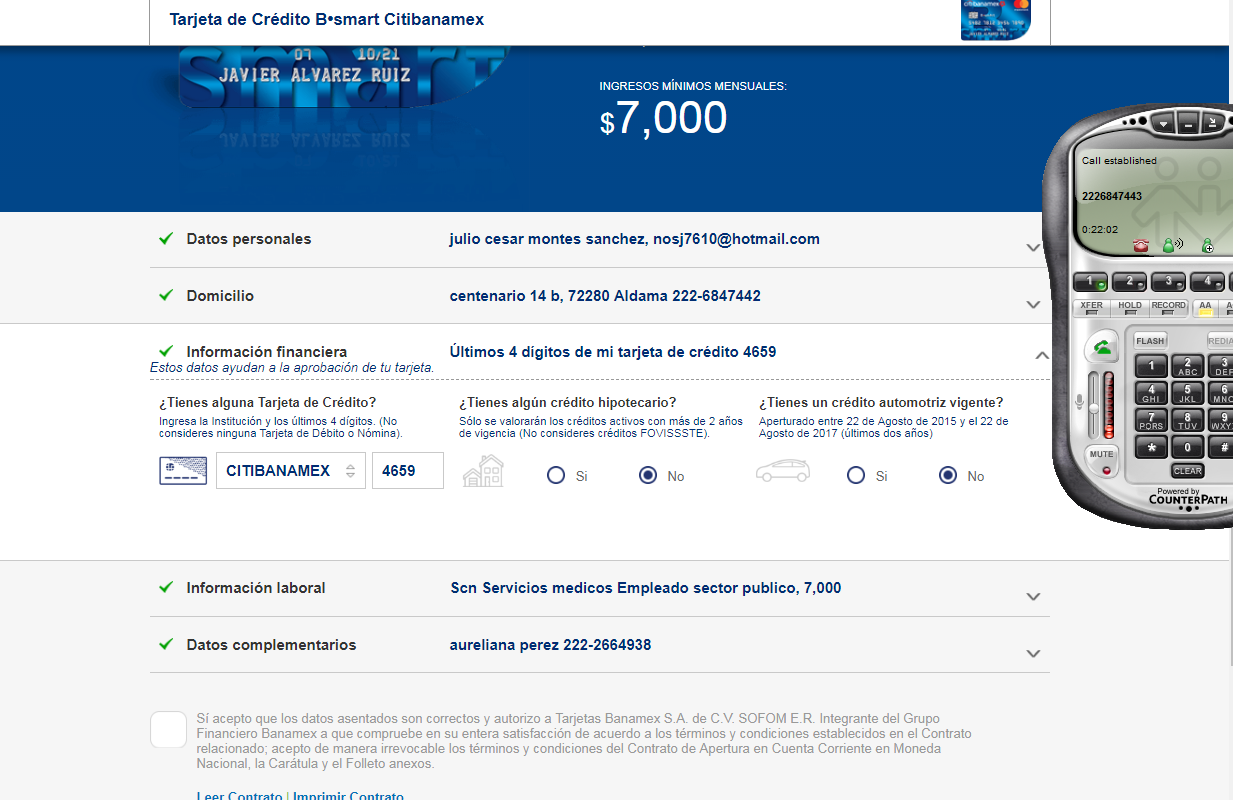 Tarjeta de Crédito B•smart Citibanamex
citibanamex
07 10/21
JAVIER ALVAREZ RUIZ
smart
INGRESOS MÍNIMOS MENSUALES:
$7,000
Call established
2226847443
0:22:02
1 2 3 4
XFER HOLD RECORD AA
FLASH
1 2 ABC 3 DEF
4 GHI 5 JKL 6 MNO
7 PQRS 8 TUV 9 WXYZ
* 0 #
MUTE
CLEAR
Powered by
COUNTERPATH
Datos personales julio cesar montes sanchez, nosj7610@hotmail.com
Domicilio centenario 14 b, 72280 Aldama 222-6847442
Información financiera Últimos 4 dígitos de mi tarjeta de crédito 4659
Estos datos ayudan a la aprobación de tu tarjeta.
¿Tienes alguna Tarjeta de Crédito?
Ingresa la Institución y los últimos 4 dígitos. (No
consideres ninguna Tarjeta de Débito o Nómina).
CITIBANAMEX 4659
¿Tienes algún crédito hipotecario?
Sólo se valorarán los créditos activos con más de 2 años
de vigencia (No consideres créditos FOVISSSTE).
Si No
¿Tienes un crédito automotriz vigente?
Aperturado entre 22 de Agosto de 2015 y el 22 de
Agosto de 2017 (últimos dos años)
Si No
Información laboral Scn Servicios medicos Empleado sector publico, 7,000
Datos complementarios aureliana perez 222-2664938
Sí acepto que los datos asentados son correctos y autorizo a Tarjetas Banamex S.A. de C.V. SOFOM E.R. Integrante del Grupo
Financiero Banamex a que compruebe en su entera satisfacción de acuerdo a los términos y condiciones establecidos en el Contrato
relacionado; acepto de manera irrevocable los términos y condiciones del Contrato de Apertura en Cuenta Corriente en Moneda
Nacional, la Carátula y el Folleto anexos.
Leer Contrato | Imprimir Contrato